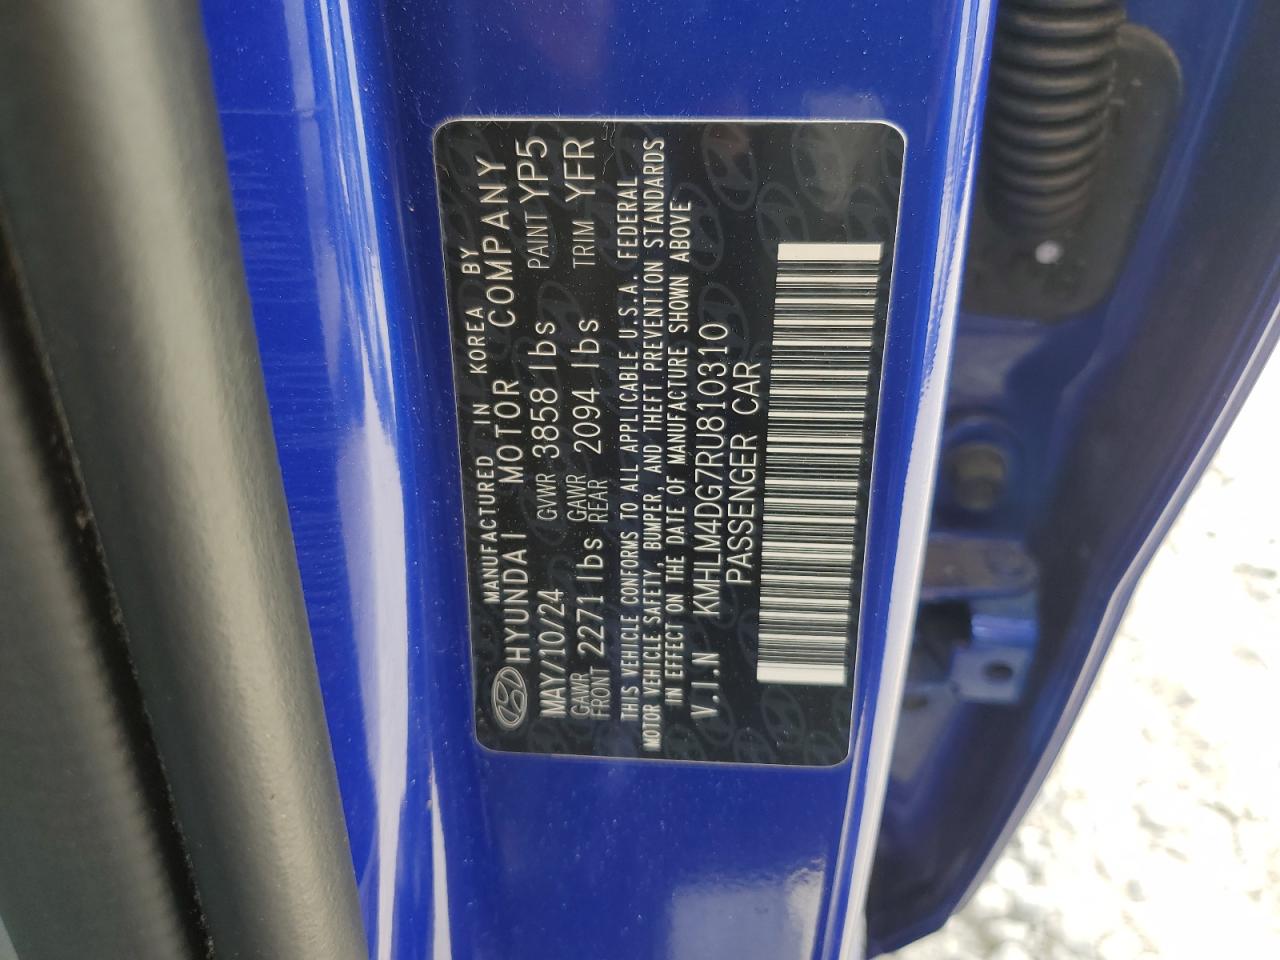 MANUFACTURED IN KOREA BY
HYUNDAI MOTOR COMPANY
MAY/10/24 GVWR 3858 lbs PAINT YP5
GAWR FRONT 2271 lbs GAWR REAR 2094 lbs TRIM YFR
THIS VEHICLE CONFORMS TO ALL APPLICABLE U.S.A. FEDERAL
MOTOR VEHICLE SAFETY, BUMPER, AND THEFT PREVENTION STANDARDS
IN EFFECT ON THE DATE OF MANUFACTURE SHOWN ABOVE
V.I.N KMHLM4DG7RU810310
PASSENGER CAR